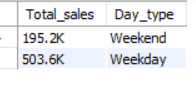 Total_sales Day_type
195.2K Weekend
503.6K Weekday